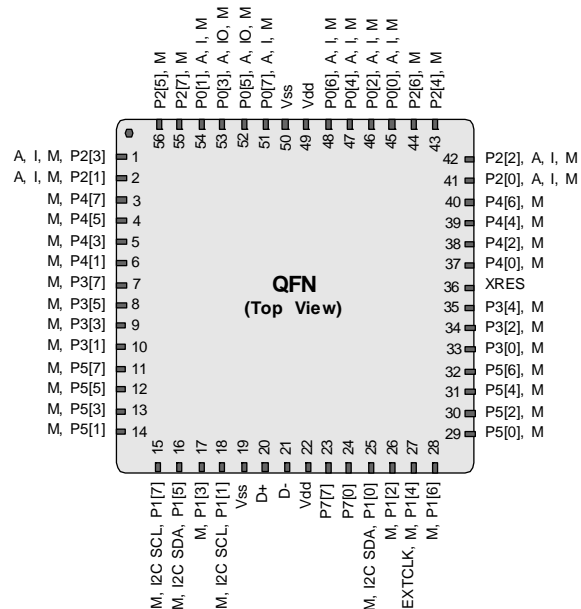 P2[5], M
P2[7], M
P0[1], A, I, M
P0[3], A, IO, M
P0[5], A, IO, M
P0[7], A, I, M
Vss
Vdd
P0[6], A, I, M
P0[4], A, I, M
P0[2], A, I, M
P0[0], A, I, M
P2[6], M
P2[4], M
56
55
54
53
52
51
50
49
48
47
46
45
44
43
A, I, M, P2[3] 1
A, I, M, P2[1] 2
M, P4[7] 3
M, P4[5] 4
M, P4[3] 5
M, P4[1] 6
M, P3[7] 7
M, P3[5] 8
M, P3[3] 9
M, P3[1] 10
M, P5[7] 11
M, P5[5] 12
M, P5[3] 13
M, P5[1] 14
QFN
(Top View)
42 P2[2], A, I, M
41 P2[0], A, I, M
40 P4[6], M
39 P4[4], M
38 P4[2], M
37 P4[0], M
36 XRES
35 P3[4], M
34 P3[2], M
33 P3[0], M
32 P5[6], M
31 P5[4], M
30 P5[2], M
29 P5[0], M
15
16
17
18
19
20
21
22
23
24
25
26
27
28
M, I2C SCL, P1[7]
M, I2C SDA, P1[5]
M, P1[3]
M, I2C SCL, P1[1]
Vss
D+
D-
Vdd
P7[7]
P7[0]
M, I2C SDA, P1[0]
M, P1[2]
EXTCLK, M, P1[4]
M, P1[6]